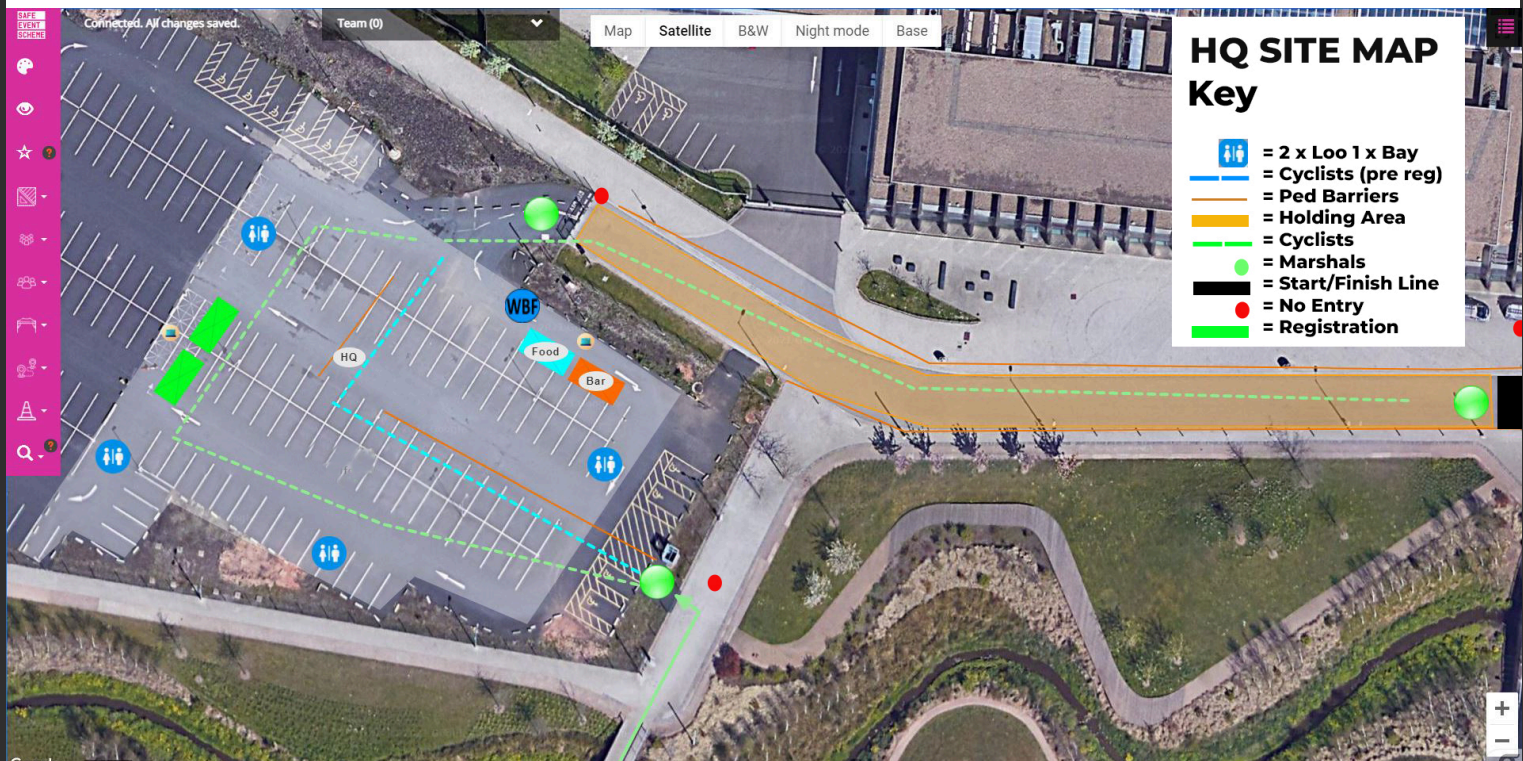 SAFE
EVENT
SCHEME
Connected. All changes saved.
Team (0)
Map
Satellite
B&W
Night mode
Base
HQ SITE MAP
Key
= 2 x Loo 1 x Bay
= Cyclists (pre reg)
= Ped Barriers
= Holding Area
= Cyclists
= Marshals
= Start/Finish Line
= No Entry
= Registration
WBF
HQ
Food
Bar